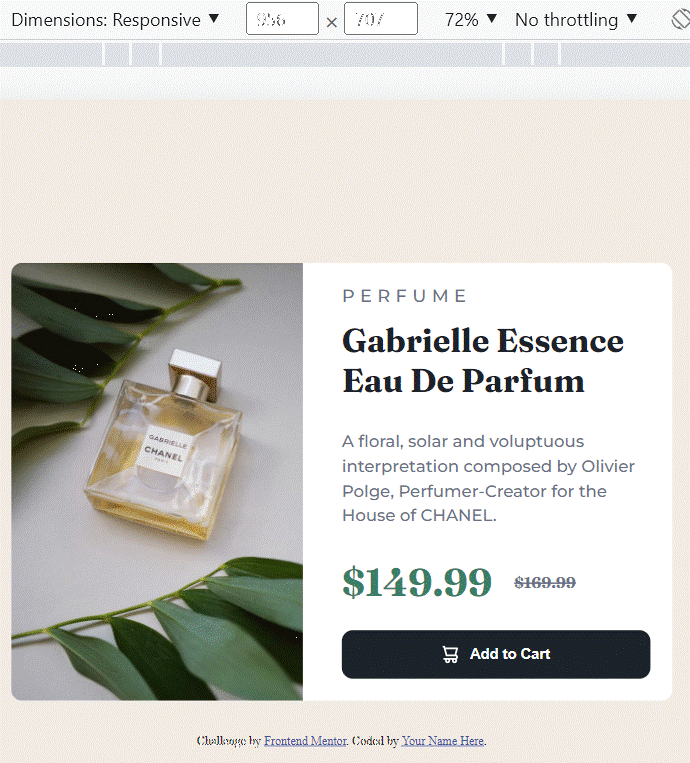 Dimensions: Responsive ▼ × 72% ▼ No throttling ▼
GABRIELLE
CHANEL
PARIS
PERFUME
Gabrielle Essence
Eau De Parfum
A floral, solar and voluptuous
interpretation composed by Olivier
Polge, Perfumer-Creator for the
House of CHANEL.
$149.99 $169.99
Add to Cart
Challenge by Frontend Mentor. Coded by Your Name Here.